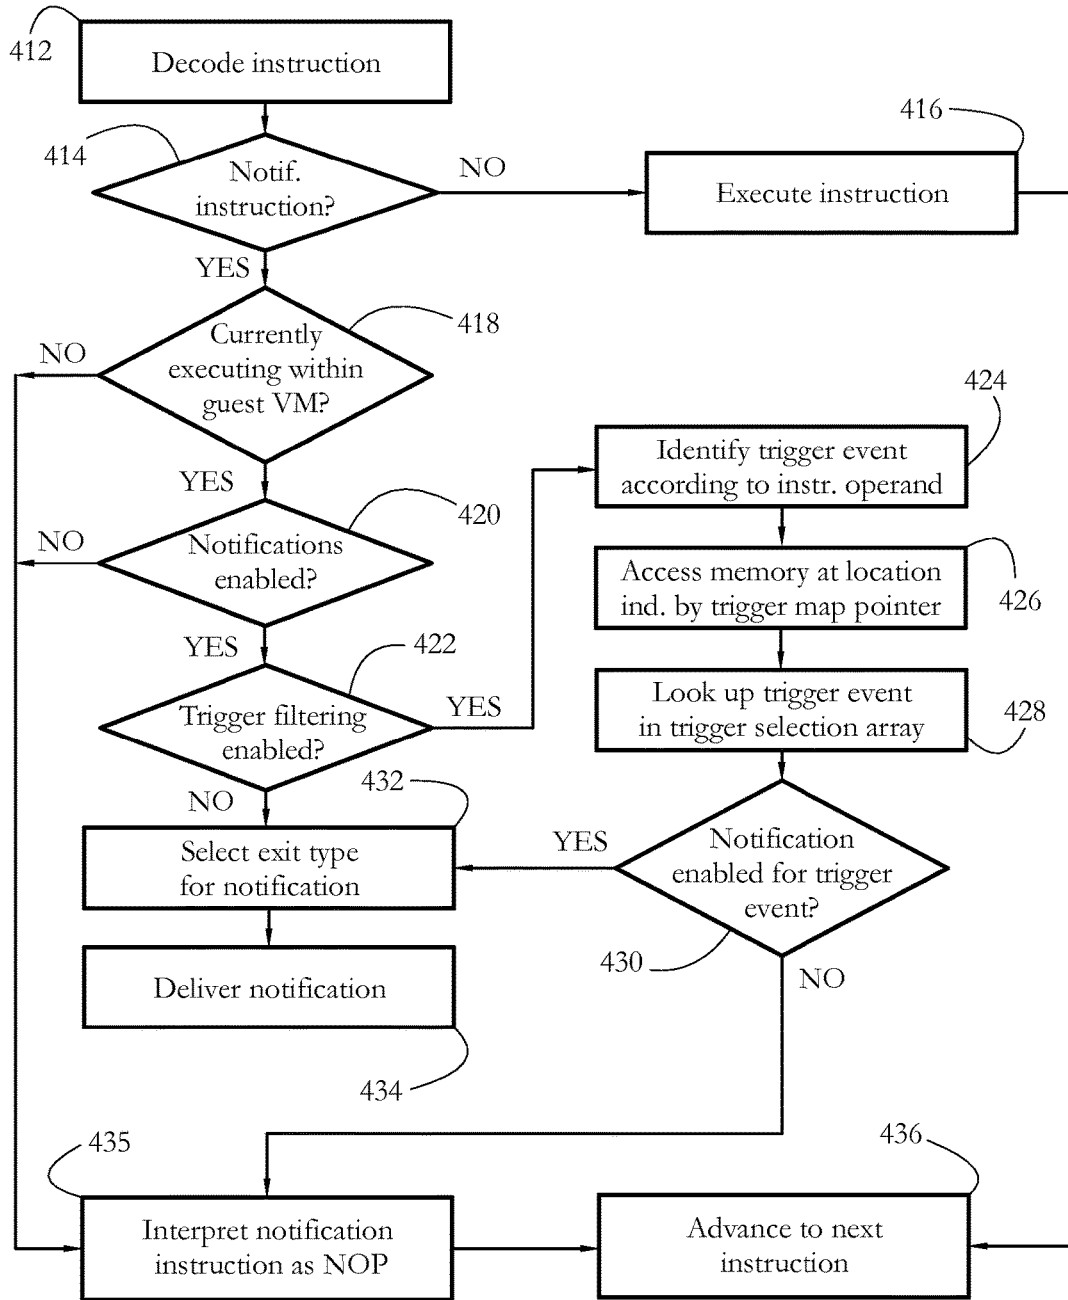 412
Decode instruction
416
414
Notif.
instruction?
NO
Execute instruction
YES
418
Currently
executing within
guest VM?
NO
424
Identify trigger event
according to instr. operand
YES
420
Notifications
enabled?
NO
Access memory at location
ind. by trigger map pointer
426
YES
422
Trigger filtering
enabled?
YES
Look up trigger event
in trigger selection array
428
NO
432
Select exit type
for notification
YES
Notification
enabled for trigger
event?
430
NO
Deliver notification
434
435
436
Interpret notification
instruction as NOP
Advance to next
instruction